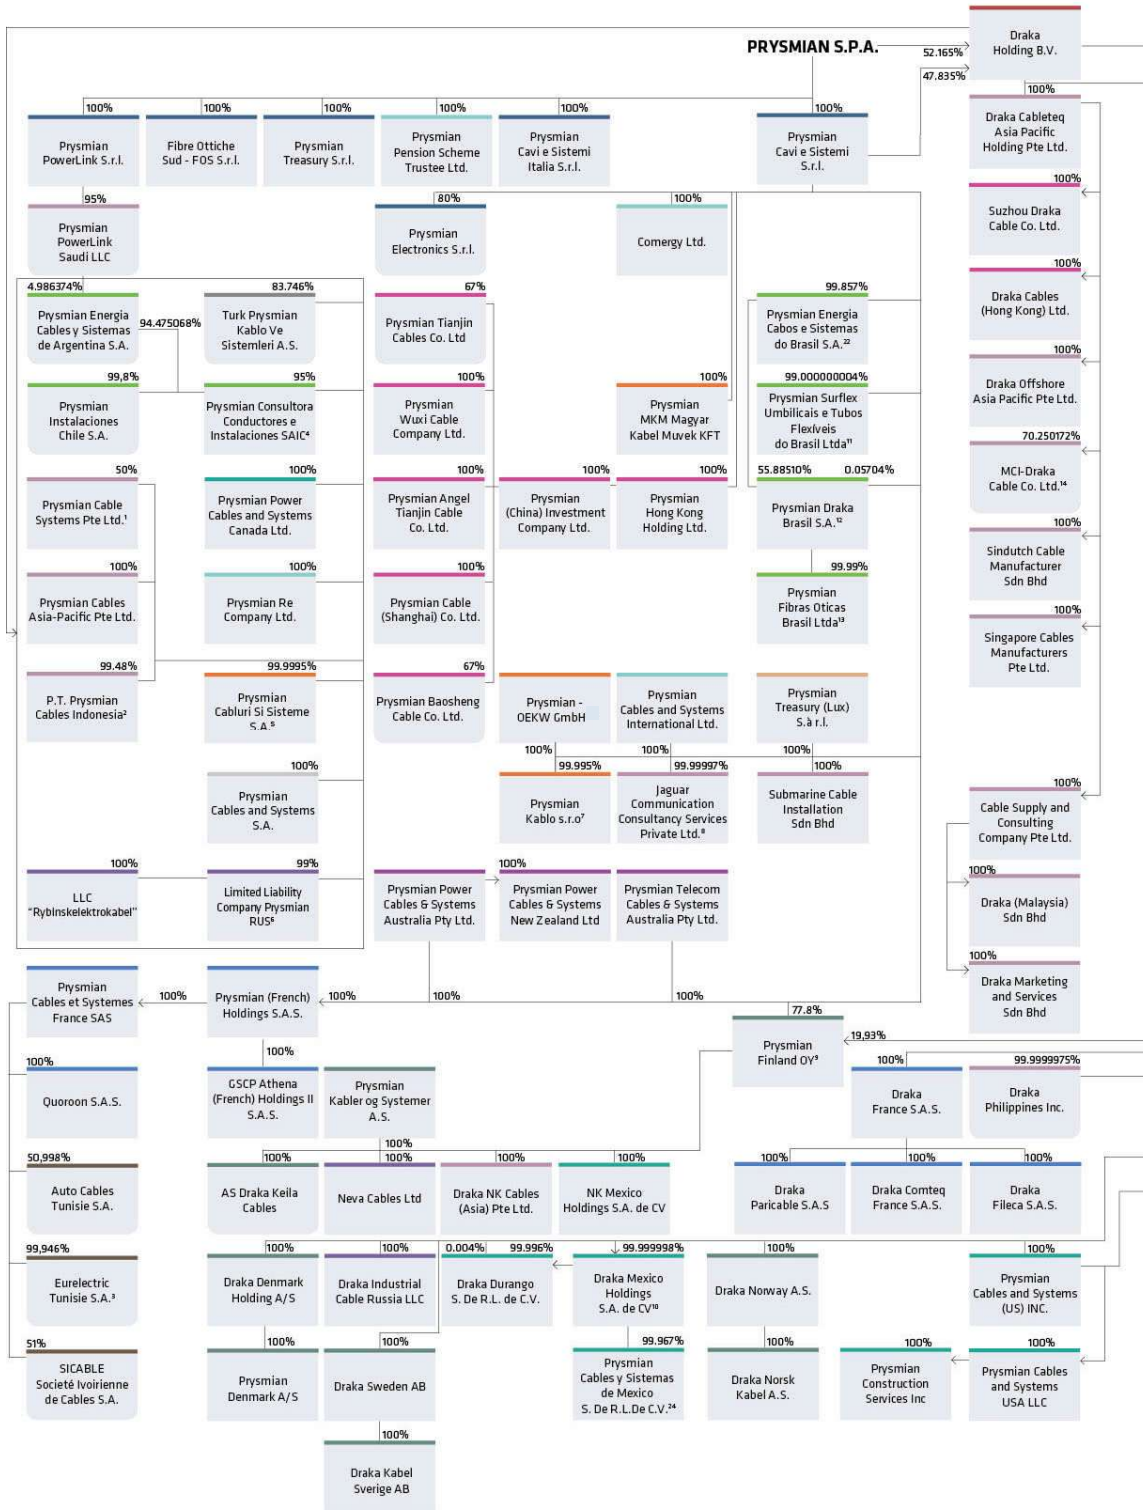 PRYSMIAN S.P.A.
52.165%
47.835%
Draka
Holding B.V.
100%
Draka Cableteq
Asia Pacific
Holding Pte Ltd.
100%
Prysmian
PowerLink S.r.l.
100%
Fibre Ottiche
Sud - FOS S.r.l.
100%
Prysmian
Treasury S.r.l.
100%
Prysmian
Pension Scheme
Trustee Ltd.
100%
Prysmian
Cavi e Sistemi
Italia S.r.l.
100%
Prysmian
Cavi e Sistemi
S.r.l.
95%
Prysmian
PowerLink
Saudi LLC
80%
Prysmian
Electronics S.r.l.
100%
Comergy Ltd.
100%
Suzhou Draka
Cable Co. Ltd.
4.986374%
Prysmian Energia
Cables y Sistemas
de Argentina S.A.
94.475068%
83.746%
Turk Prysmian
Kablo Ve
Sistemleri A.S.
67%
Prysmian Tianjin
Cables Co. Ltd
99.857%
Prysmian Energia
Cabos e Sistemas
do Brasil S.A.²²
100%
Draka Cables
(Hong Kong) Ltd.
99,8%
Prysmian
Instalaciones
Chile S.A.
95%
Prysmian Consultora
Conductores e
Instalaciones SAIC⁴
100%
Prysmian
Wuxi Cable
Company Ltd.
100%
Prysmian
MKM Magyar
Kabel Muvek KFT
99.000000004%
Prysmian Surflex
Umbilicais e Tubos
Flexíveis
do Brasil Ltda¹¹
100%
Draka Offshore
Asia Pacific Pte Ltd.
50%
Prysmian Cable
Systems Pte Ltd.¹
100%
Prysmian Power
Cables and Systems
Canada Ltd.
100%
Prysmian Angel
Tianjin Cable
Co. Ltd.
100%
Prysmian
(China) Investment
Company Ltd.
100%
Prysmian
Hong Kong
Holding Ltd.
55.88510%
0.05704%
Prysmian Draka
Brasil S.A.¹²
70.250172%
MCI-Draka
Cable Co. Ltd.¹⁴
100%
Prysmian Cables
Asia-Pacific Pte Ltd.
100%
Prysmian Re
Company Ltd.
100%
Prysmian Cable
(Shanghai) Co. Ltd.
99.99%
Prysmian
Fibras Oticas
Brasil Ltda¹³
100%
Sindutch Cable
Manufacturer
Sdn Bhd
100%
Singapore Cables
Manufacturers
Pte Ltd.
99.48%
P.T. Prysmian
Cables Indonesia²
99.9995%
Prysmian
Cabluri Si Sisteme
S.A.⁵
67%
Prysmian Baosheng
Cable Co. Ltd.
Prysmian -
OEKW GmbH
100%
Prysmian
Cables and Systems
International Ltd.
100%
Prysmian
Treasury (Lux)
S.à r.l.
100%
100%
Prysmian
Cables and Systems
S.A.
99.995%
Prysmian
Kablo s.r.o⁷
99.99997%
Jaguar
Communication
Consultancy Services
Private Ltd.⁸
100%
Submarine Cable
Installation
Sdn Bhd
100%
Cable Supply and
Consulting
Company Pte Ltd.
100%
LLC
"Rybinskelektrokabel"
99%
Limited Liability
Company Prysmian
RUS⁶
Prysmian Power
Cables & Systems
Australia Pty Ltd.
100%
Prysmian Power
Cables & Systems
New Zealand Ltd
Prysmian Telecom
Cables & Systems
Australia Pty Ltd.
100%
Draka (Malaysia)
Sdn Bhd
100%
Draka Marketing
and Services
Sdn Bhd
Prysmian
Cables et Systemes
France SAS
100%
Prysmian (French)
Holdings S.A.S.
100%
100%
100%
77.8%
Prysmian
Finland OY⁹
19,93%
100%
100%
Quoroon S.A.S.
GSCP Athena
(French) Holdings II
S.A.S.
Prysmian
Kabler og Systemer
A.S.
100%
100%
Draka
France S.A.S.
99.9999975%
Draka
Philippines Inc.
50,998%
Auto Cables
Tunisie S.A.
100%
AS Draka Keila
Cables
100%
Neva Cables Ltd
100%
Draka NK Cables
(Asia) Pte Ltd.
100%
NK Mexico
Holdings S.A. de CV
100%
Draka
Paricable S.A.S
100%
Draka Comteq
France S.A.S.
100%
Draka
Fileca S.A.S.
99,946%
Eurelectric
Tunisie S.A.³
100%
Draka Denmark
Holding A/S
100%
Draka Industrial
Cable Russia LLC
0.004%
99.996%
Draka Durango
S. De R.L. de C.V.
99.999998%
Draka Mexico
Holdings
S.A. de CV¹⁰
100%
Draka Norway A.S.
100%
Prysmian
Cables and Systems
(US) INC.
51%
SICABLE
Societé Ivoirienne
de Cables S.A.
100%
Prysmian
Denmark A/S
100%
Draka Sweden AB
99.967%
Prysmian
Cables y Sistemas
de Mexico
S. De R.L.De C.V.²⁴
100%
Draka Norsk
Kabel A.S.
100%
Prysmian
Construction
Services Inc
100%
Prysmian Cables
and Systems
USA LLC
100%
Draka Kabel
Sverige AB